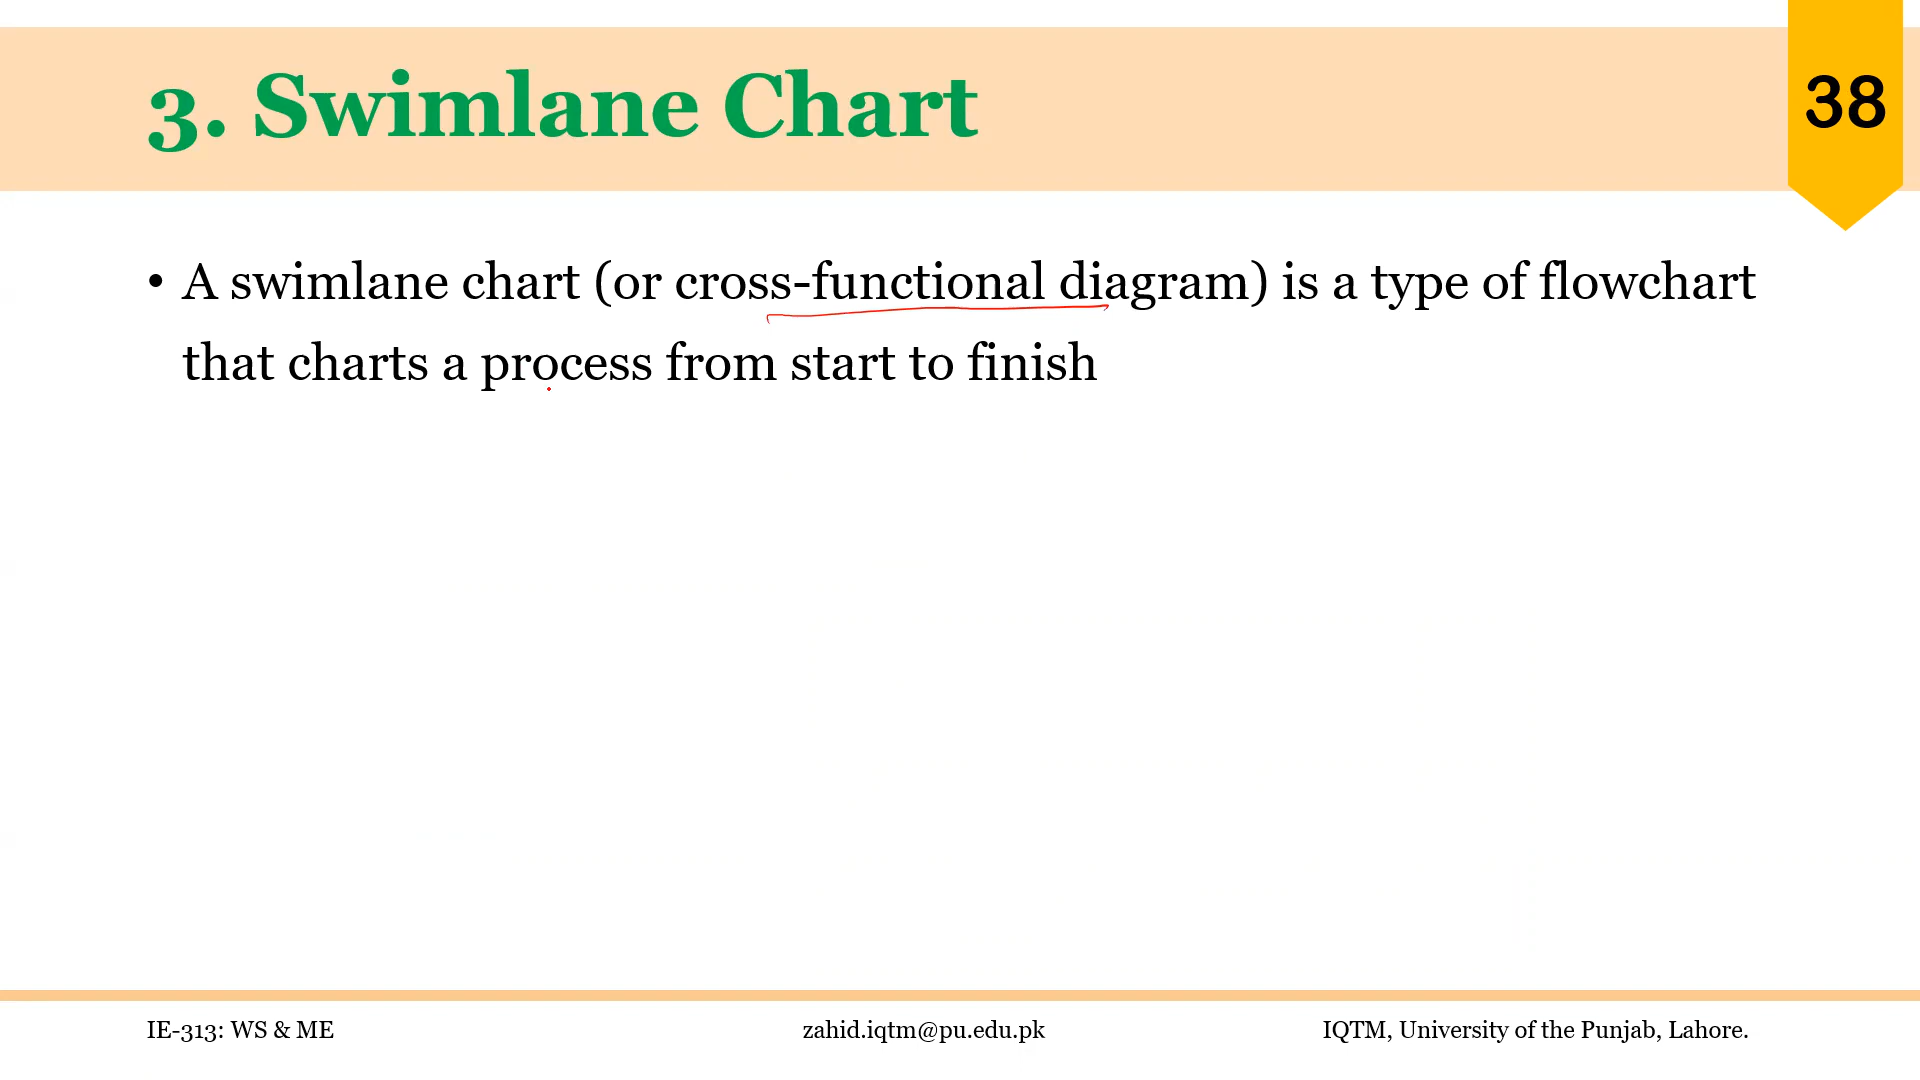 3. Swimlane Chart
38
• A swimlane chart (or cross-functional diagram) is a type of flowchart
that charts a process from start to finish
IE-313: WS & ME
zahid.iqtm@pu.edu.pk
IQTM, University of the Punjab, Lahore.